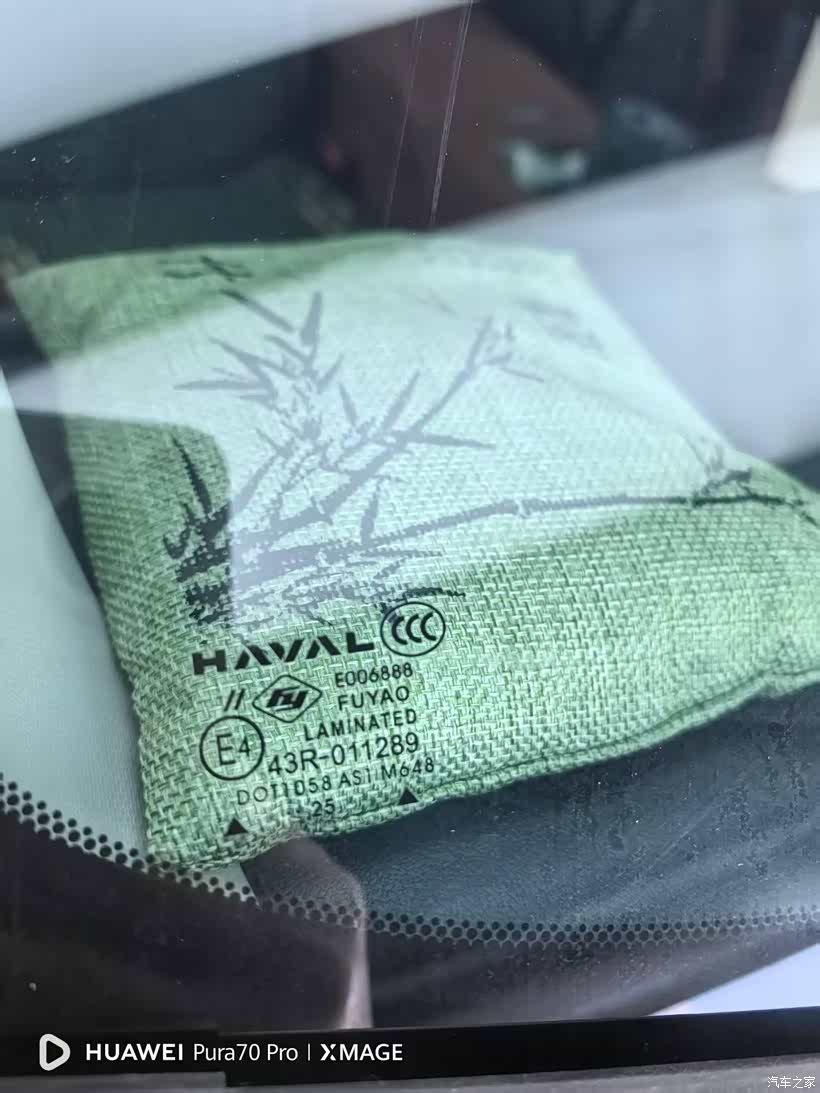 HAVAL CCC
E006888
// fy FUYAO
LAMINATED
E4 43R-011289
DOT1058 AS1 M648
25
HUAWEI Pura70 Pro | XMAGE
汽车之家